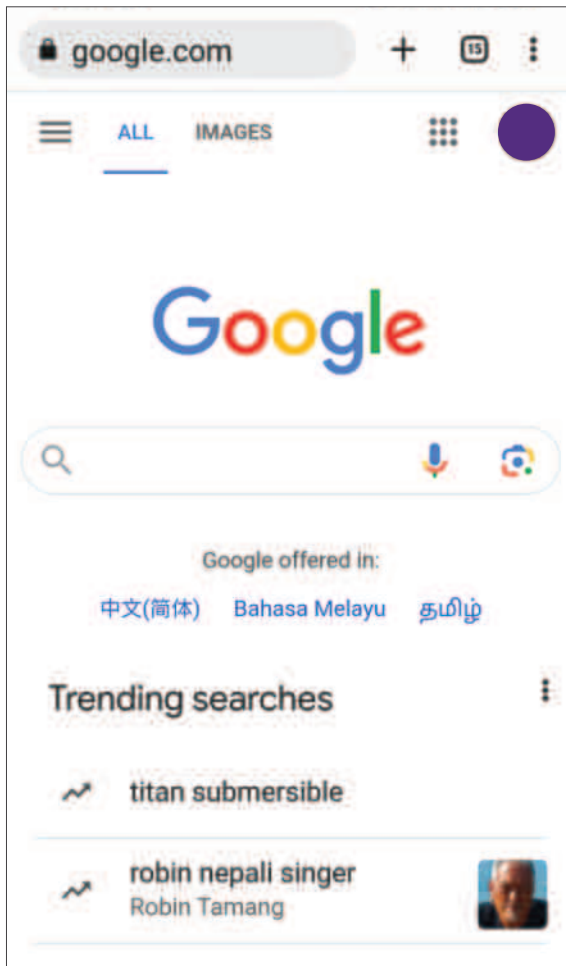 google.com
15
ALL IMAGES
Google
Google offered in:
中文(简体) Bahasa Melayu தமிழ்
Trending searches
titan submersible
robin nepali singer
Robin Tamang